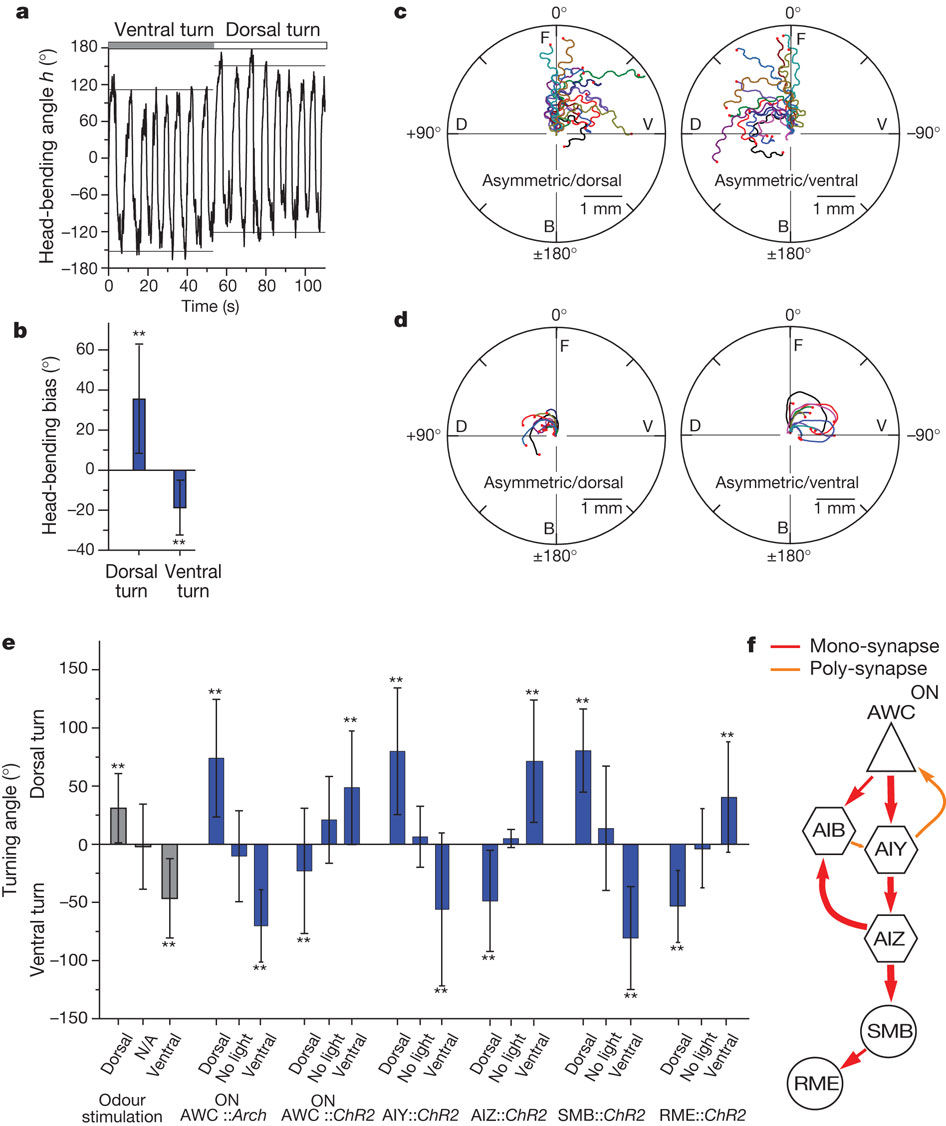 a
Ventral turn Dorsal turn
Head-bending angle h (°)
180
120
60
0
–60
–120
–180
0 20 40 60 80 100
Time (s)
b
Head-bending bias (°)
**
60
40
20
0
–20
–40
**
Dorsal turn
Ventral turn
c
0° 0°
F F
+90° D V D V –90°
Asymmetric/dorsal Asymmetric/ventral
1 mm 1 mm
B B
±180° ±180°
d
0° 0°
F F
+90° D V D V –90°
Asymmetric/dorsal Asymmetric/ventral
1 mm 1 mm
B B
±180° ±180°
e
Turning angle (°)
Ventral turn Dorsal turn
150
100
50
0
–50
–100
–150
** ** ** ** ** ** **
** ** ** ** ** ** **
Dorsal N/A Ventral
Dorsal No light Ventral
Dorsal No light Ventral
Dorsal No light Ventral
Dorsal No light Ventral
Dorsal No light Ventral
Dorsal No light Ventral
Odour stimulation
AWC ON::Arch
AWC ON::ChR2
AIY::ChR2
AIZ::ChR2
SMB::ChR2
RME::ChR2
f
Mono-synapse
Poly-synapse
AWC ON
AIB
AIY
AIZ
SMB
RME